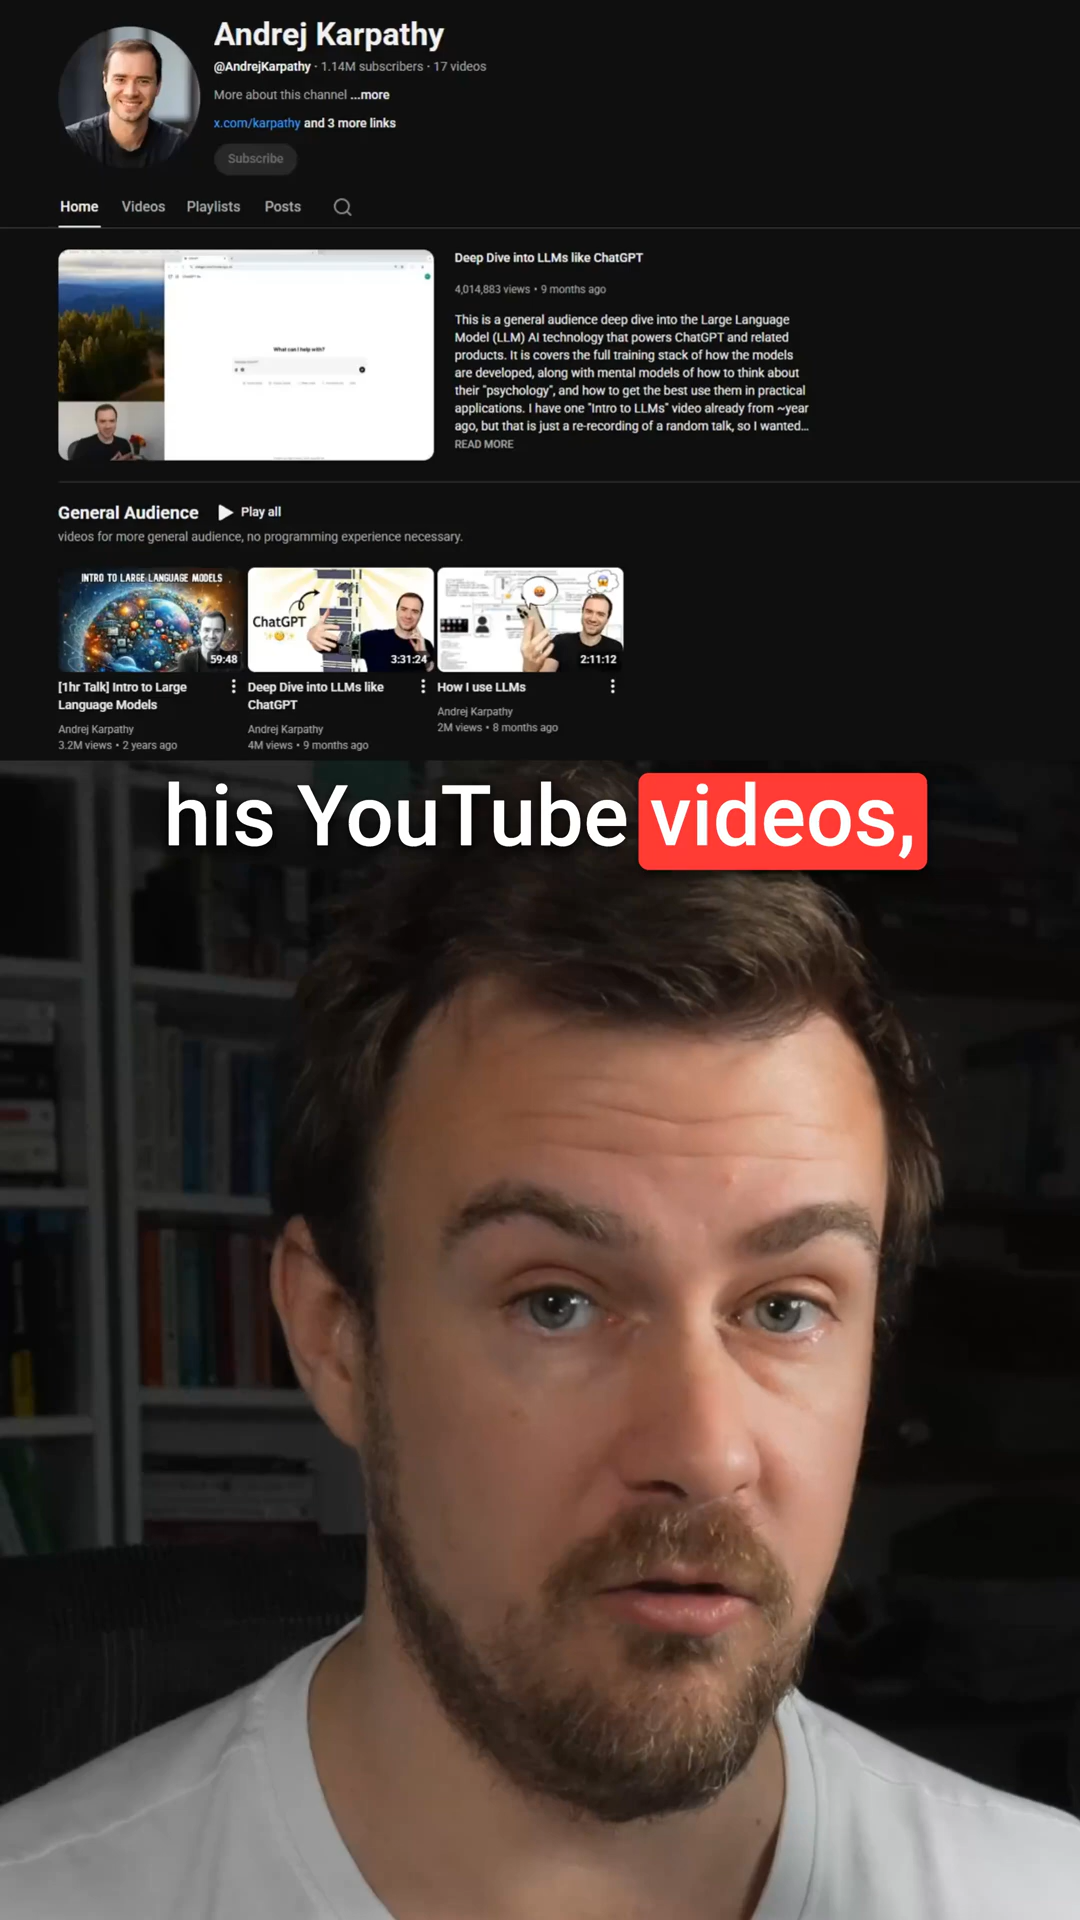 Andrej Karpathy
@AndrejKarpathy · 1.14M subscribers · 17 videos
More about this channel ...more
x.com/karpathy and 3 more links
Subscribe
Home Videos Playlists Posts
What can I help with?
Deep Dive into LLMs like ChatGPT
4,014,883 views • 9 months ago
This is a general audience deep dive into the Large Language
Model (LLM) AI technology that powers ChatGPT and related
products. It is covers the full training stack of how the models
are developed, along with mental models of how to think about
their "psychology", and how to get the best use them in practical
applications. I have one "Intro to LLMs" video already from ~year
ago, but that is just a re-recording of a random talk, so I wanted...
READ MORE
General Audience Play all
videos for more general audience, no programming experience necessary.
INTRO TO LARGE LANGUAGE MODELS
59:48
[1hr Talk] Intro to Large
Language Models
Andrej Karpathy
3.2M views • 2 years ago
ChatGPT
3:31:24
Deep Dive into LLMs like
ChatGPT
Andrej Karpathy
4M views • 9 months ago
2:11:12
How I use LLMs
Andrej Karpathy
2M views • 8 months ago
his YouTube videos,